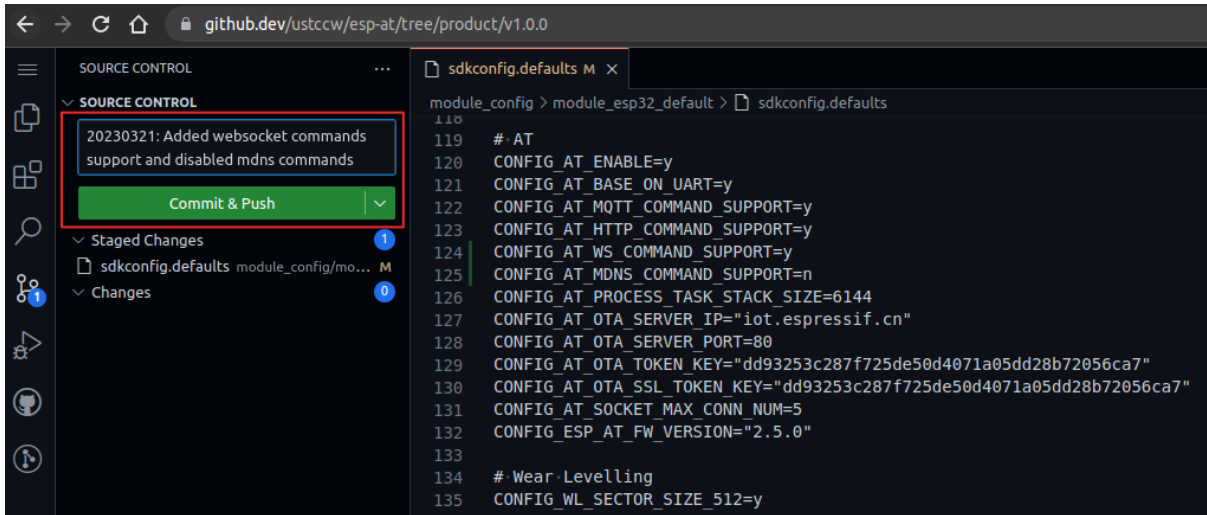 github.dev/ustccw/esp-at/tree/product/v1.0.0
SOURCE CONTROL
...
SOURCE CONTROL
20230321: Added websocket commands
support and disabled mdns commands
Commit & Push
Staged Changes 1
sdkconfig.defaults module_config/mo... M
Changes 0
1
sdkconfig.defaults M
module_config > module_esp32_default > sdkconfig.defaults
118
119 # AT
120 CONFIG_AT_ENABLE=y
121 CONFIG_AT_BASE_ON_UART=y
122 CONFIG_AT_MQTT_COMMAND_SUPPORT=y
123 CONFIG_AT_HTTP_COMMAND_SUPPORT=y
124 CONFIG_AT_WS_COMMAND_SUPPORT=y
125 CONFIG_AT_MDNS_COMMAND_SUPPORT=n
126 CONFIG_AT_PROCESS_TASK_STACK_SIZE=6144
127 CONFIG_AT_OTA_SERVER_IP="iot.espressif.cn"
128 CONFIG_AT_OTA_SERVER_PORT=80
129 CONFIG_AT_OTA_TOKEN_KEY="dd93253c287f725de50d4071a05dd28b72056ca7"
130 CONFIG_AT_OTA_SSL_TOKEN_KEY="dd93253c287f725de50d4071a05dd28b72056ca7"
131 CONFIG_AT_SOCKET_MAX_CONN_NUM=5
132 CONFIG_ESP_AT_FW_VERSION="2.5.0"
133
134 # Wear Levelling
135 CONFIG_WL_SECTOR_SIZE_512=y